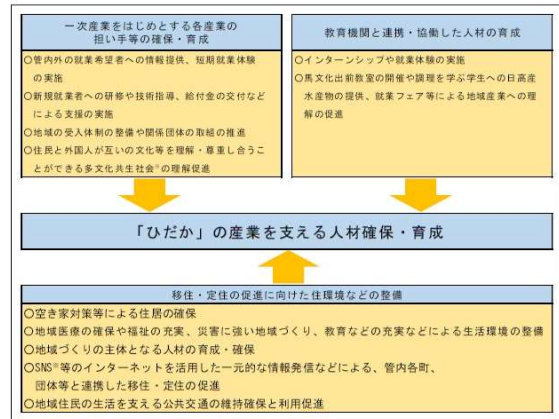 一次産業をはじめとする各産業の
担い手等の確保・育成
○管内外の就業希望者への情報提供、短期就業体験
の実施
○新規就業者への研修や技術指導、給付金の交付など
による支援の実施
○地域の受入体制の整備や関係団体の取組の推進
○住民と外国人が互いの文化等を理解・尊重し合うこ
とができる多文化共生社会※の理解促進
教育機関と連携・協働した人材の育成
○インターンシップや就業体験の実施
○馬文化出前教室の開催や調理を学ぶ学生への日高産
水産物の提供、就業フェア等による地域産業への理
解の促進
「ひだか」の産業を支える人材確保・育成
移住・定住の促進に向けた住環境などの整備
○空き家対策等による住居の確保
○地域医療の確保や福祉の充実、災害に強い地域づくり、教育などの充実などによる生活環境の整備
○地域づくりの主体となる人材の育成・確保
○SNS※等のインターネットを活用した一元的な情報発信などによる、管内各町、
団体等と連携した移住・定住の促進
○地域住民の生活を支える公共交通の維持確保と利用促進